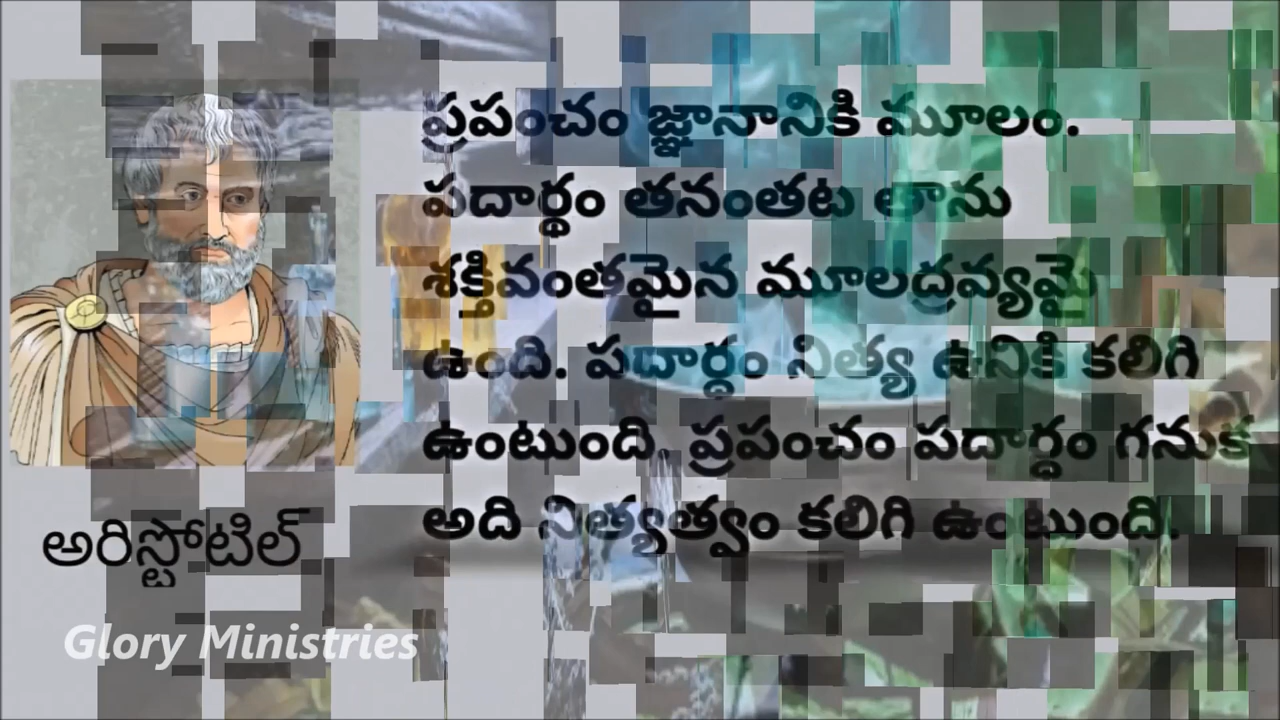 ప్రపంచం జ్ఞానానికి మూలం.
పదార్థం తనంతట తాను
శక్తివంతమైన మూలద్రవ్యమై
ఉంది. పదార్థం నిత్య ఉనికి కలిగి
ఉంటుంది. ప్రపంచం పదార్థం గనుక
అది నిత్యత్వం కలిగి ఉంటుంది.
అరిస్టోటిల్
Glory Ministries